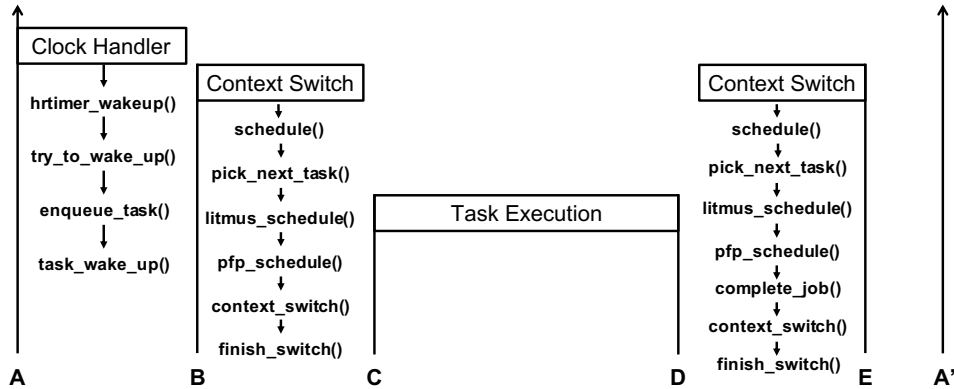 Clock Handler
hrtimer_wakeup()
try_to_wake_up()
enqueue_task()
task_wake_up()
Context Switch
schedule()
pick_next_task()
litmus_schedule()
pfp_schedule()
context_switch()
finish_switch()
Task Execution
Context Switch
schedule()
pick_next_task()
litmus_schedule()
pfp_schedule()
complete_job()
context_switch()
finish_switch()
A
B
C
D
E
A'